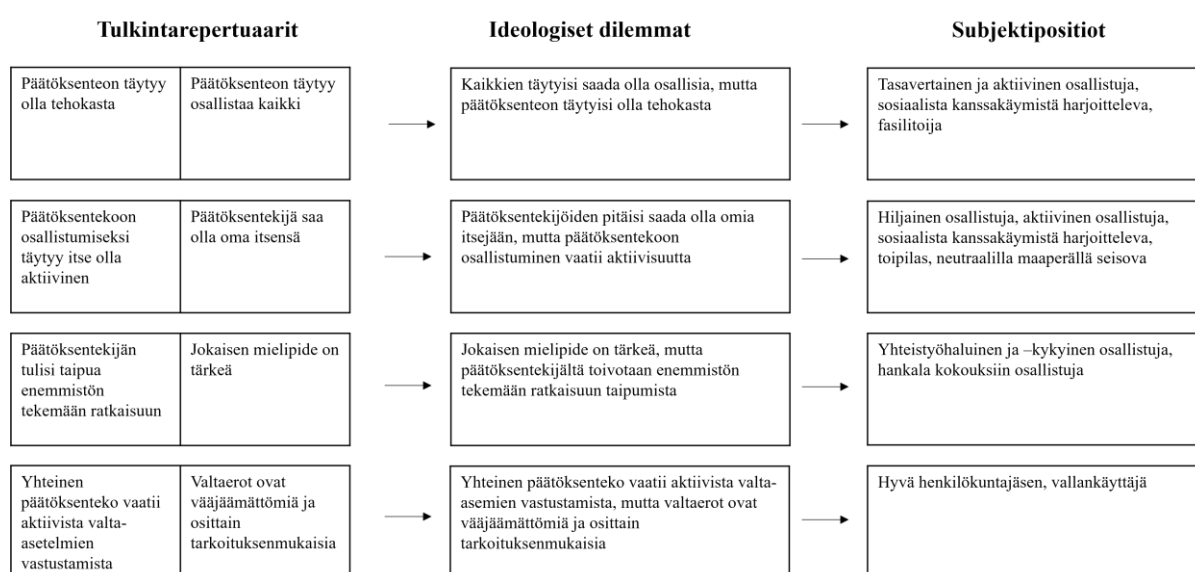 Tulkintarepertuaarit
Ideologiset dilemmat
Subjektipositiot
Päätöksenteon täytyy
olla tehokasta
Päätöksenteon täytyy
osallistaa kaikki
Kaikkien täytyisi saada olla osallisia, mutta
päätöksenteon täytyisi olla tehokasta
Tasavertainen ja aktiivinen osallistuja,
sosiaalista kanssakäymistä harjoitteleva,
fasilitoija
Päätöksentekoon
osallistumiseksi
täytyy itse olla
aktiivinen
Päätöksentekijä saa
olla oma itsensä
Päätöksentekijöiden pitäisi saada olla omia
itsejään, mutta päätöksentekoon
osallistuminen vaatii aktiivisuutta
Hiljainen osallistuja, aktiivinen osallistuja,
sosiaalista kanssakäymistä harjoitteleva,
toipilas, neutraalilla maaperällä seisova
Päätöksentekijän
tulisi taipua
enemmistön
tekemään ratkaisuun
Jokaisen mielipide on
tärkeä
Jokaisen mielipide on tärkeä, mutta
päätöksentekijältä toivotaan enemmistön
tekemään ratkaisuun taipumista
Yhteistyöhaluinen ja –kykyinen osallistuja,
hankala kokouksiin osallistuja
Yhteinen
päätöksenteko vaatii
aktiivista valta-
asetelmien
vastustamista
Valtaerot ovat
vääjäämättömiä ja
osittain
tarkoituksenmukaisia
Yhteinen päätöksenteko vaatii aktiivista valta-
asemien vastustamista, mutta valtaerot ovat
vääjäämättömiä ja osittain
tarkoituksenmukaisia
Hyvä henkilökuntajäsen, vallankäyttäjä